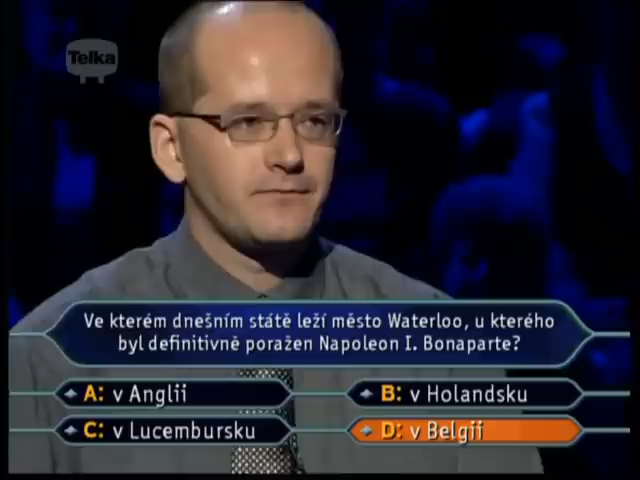 Telka
Ve kterém dnešním státě leží město Waterloo, u kterého
byl definitivně poražen Napoleon I. Bonaparte?
A: v Anglii
B: v Holandsku
C: v Lucembursku
D: v Belgii